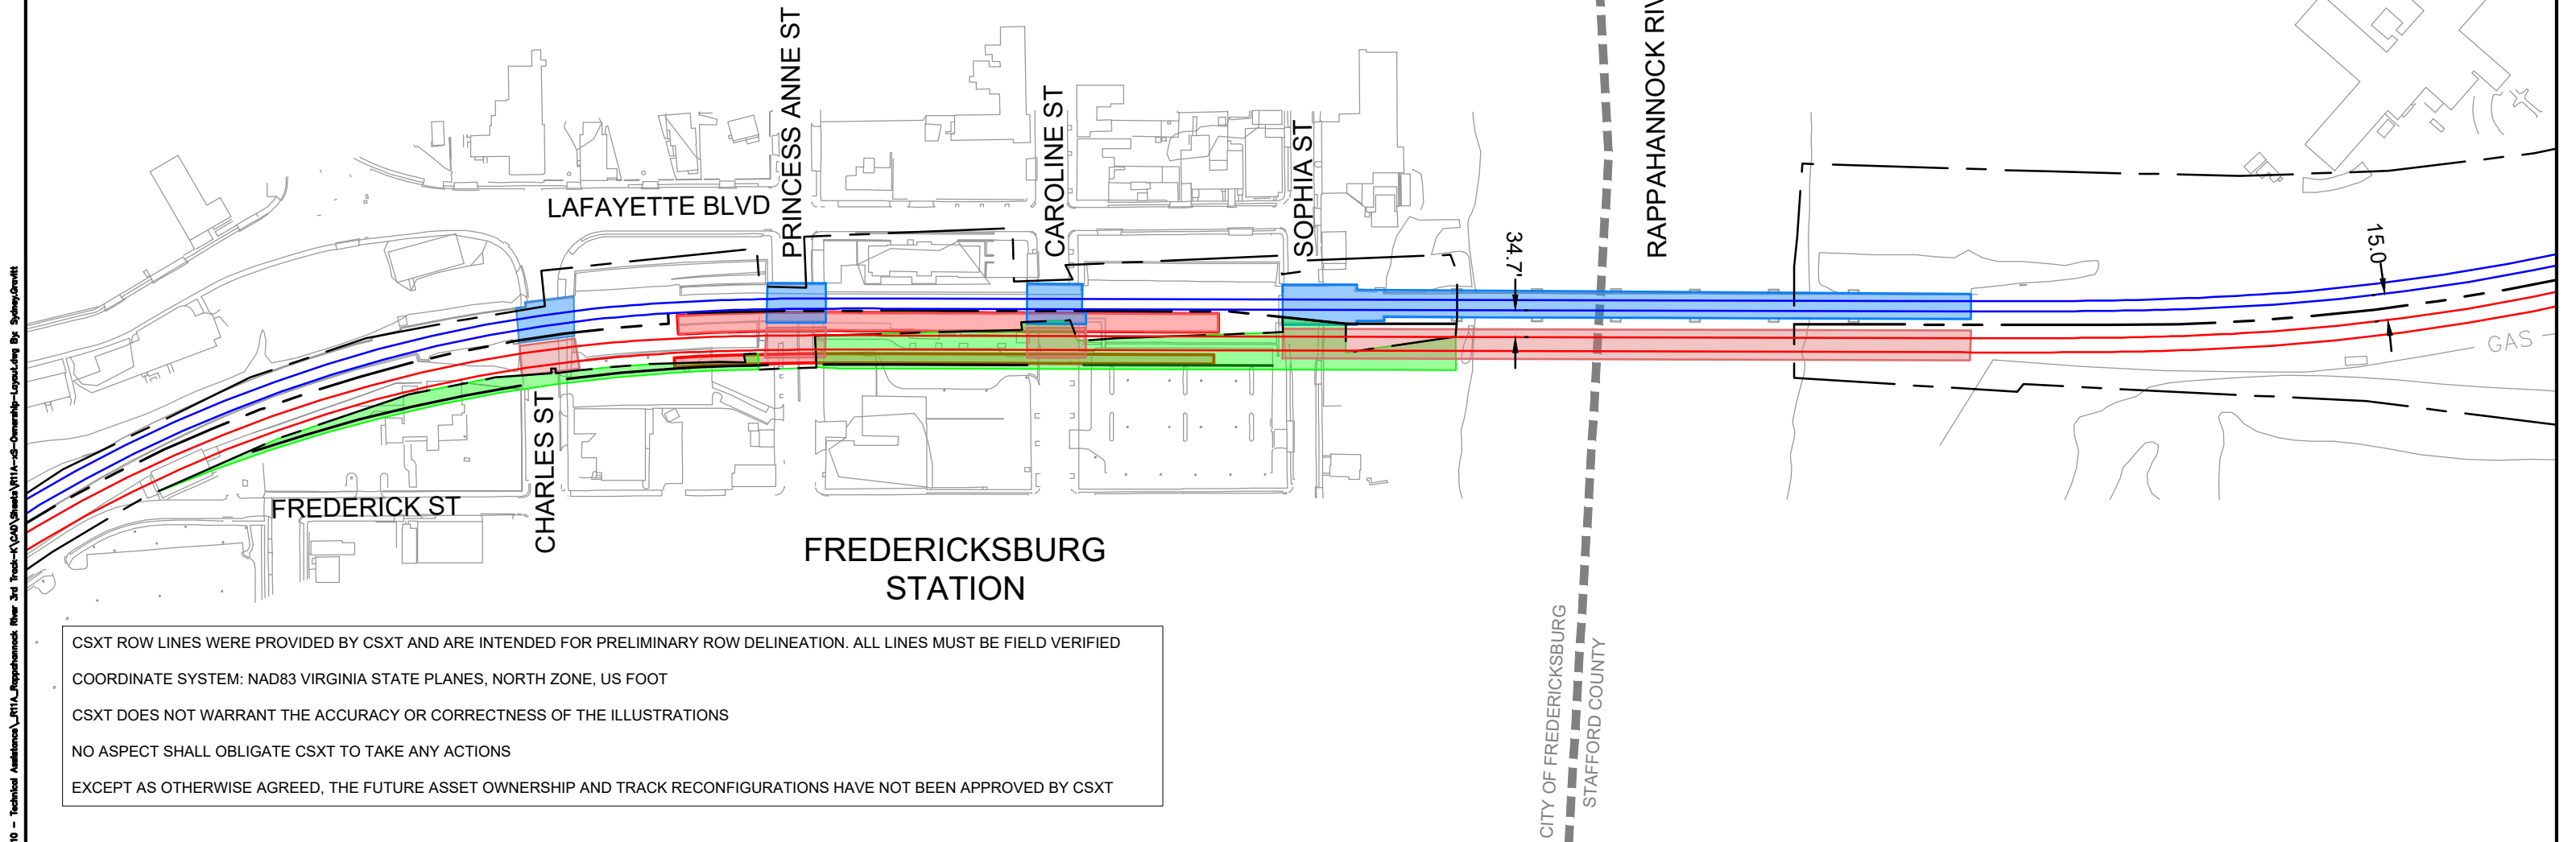 PRINCESS ANNE ST
RAPPAHANNOCK RIV
CAROLINE ST
SOPHIA ST
LAFAYETTE BLVD
34.7'
15.0
GAS
CHARLES ST
FREDERICK ST
FREDERICKSBURG
STATION
CITY OF FREDERICKSBURG
STAFFORD COUNTY
CSXT ROW LINES WERE PROVIDED BY CSXT AND ARE INTENDED FOR PRELIMINARY ROW DELINEATION. ALL LINES MUST BE FIELD VERIFIED
COORDINATE SYSTEM: NAD83 VIRGINIA STATE PLANES, NORTH ZONE, US FOOT
CSXT DOES NOT WARRANT THE ACCURACY OR CORRECTNESS OF THE ILLUSTRATIONS
NO ASPECT SHALL OBLIGATE CSXT TO TAKE ANY ACTIONS
EXCEPT AS OTHERWISE AGREED, THE FUTURE ASSET OWNERSHIP AND TRACK RECONFIGURATIONS HAVE NOT BEEN APPROVED BY CSXT